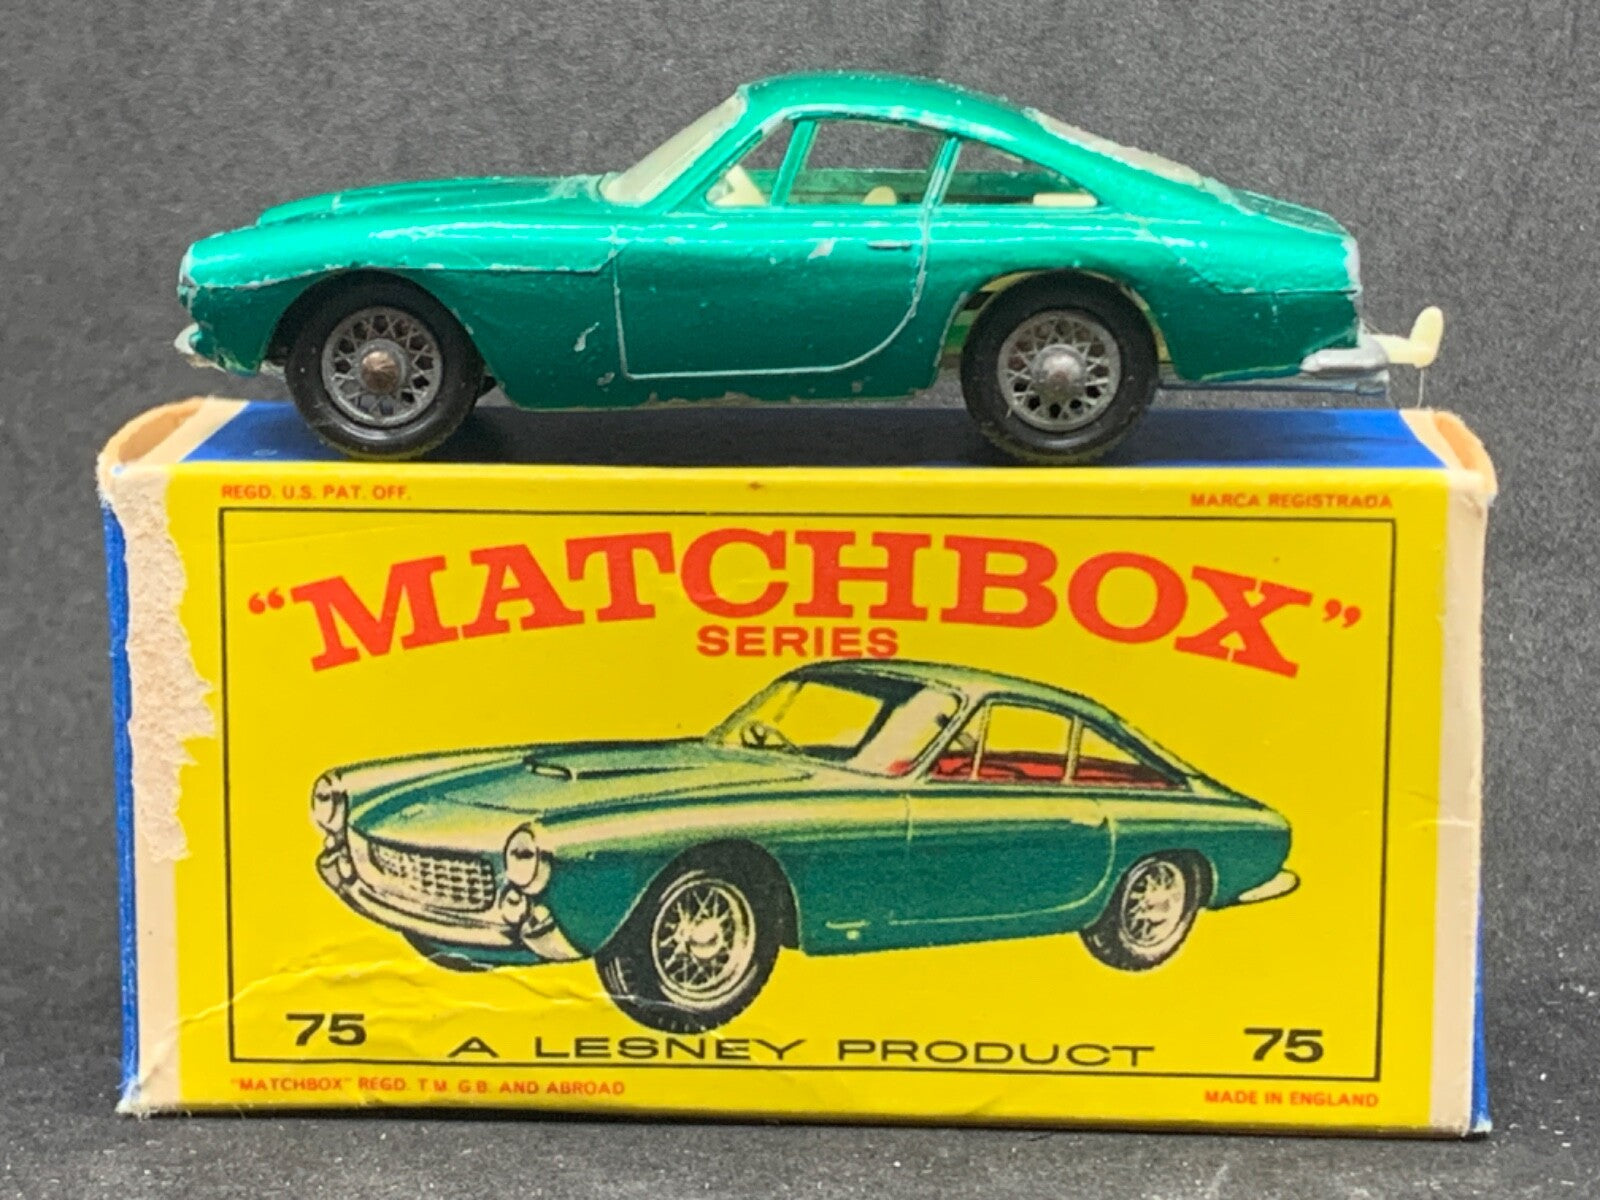 REGD. U.S. PAT. OFF.
MARCA REGISTRADA
"MATCHBOX"
SERIES
75
A LESNEY PRODUCT
75
"MATCHBOX" REGD. T.M. G.B. AND ABROAD
MADE IN ENGLAND